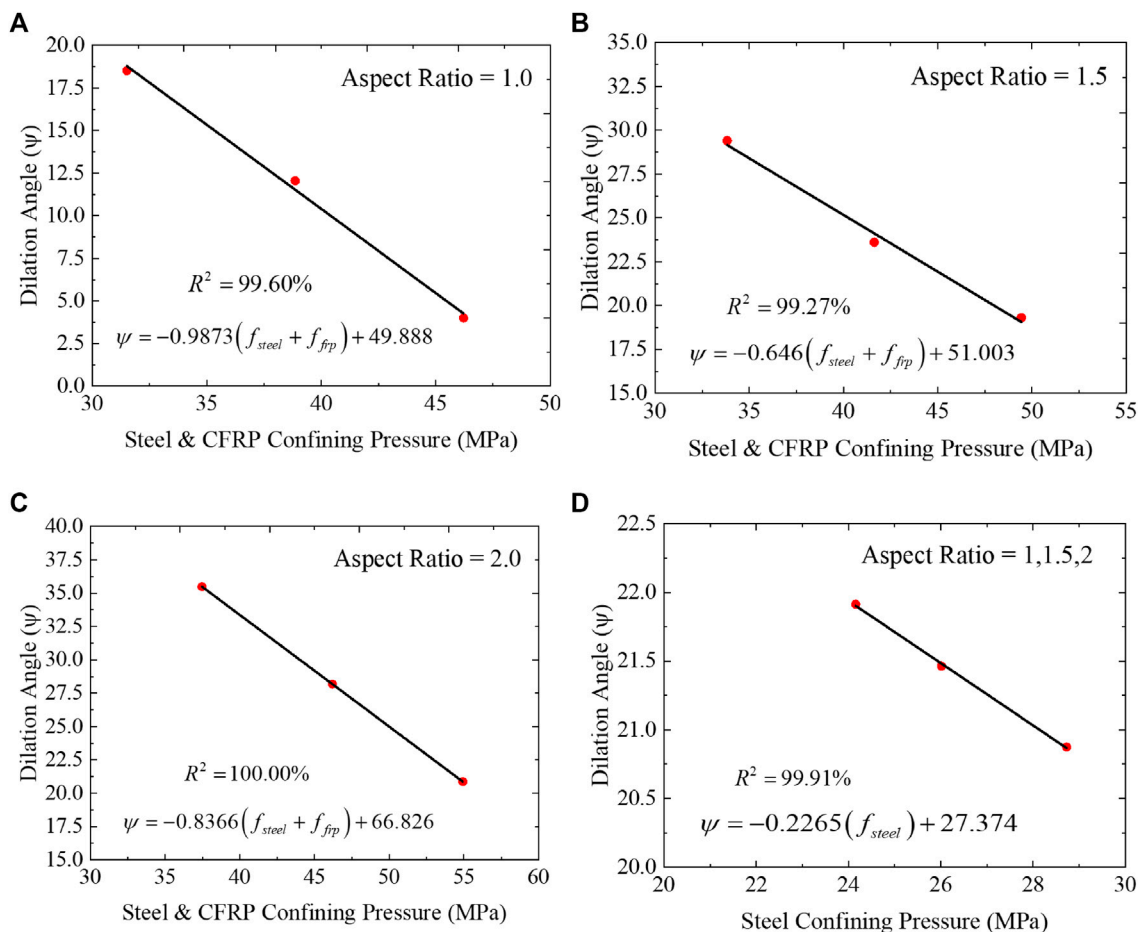 A
Aspect Ratio = 1.0
20.0
17.5
15.0
12.5
10.0
7.5
5.0
2.5
0.0
Dilation Angle (ψ)
R² = 99.60%
ψ = −0.9873(f_steel + f_frp) + 49.888
30 35 40 45 50
Steel & CFRP Confining Pressure (MPa)
B
Aspect Ratio = 1.5
35.0
32.5
30.0
27.5
25.0
22.5
20.0
17.5
15.0
Dilation Angle (ψ)
R² = 99.27%
ψ = −0.646(f_steel + f_frp) + 51.003
30 35 40 45 50 55
Steel & CFRP Confining Pressure (MPa)
C
Aspect Ratio = 2.0
40.0
37.5
35.0
32.5
30.0
27.5
25.0
22.5
20.0
17.5
15.0
Dilation Angle (ψ)
R² = 100.00%
ψ = −0.8366(f_steel + f_frp) + 66.826
30 35 40 45 50 55 60
Steel & CFRP Confining Pressure (MPa)
D
Aspect Ratio = 1,1.5,2
22.5
22.0
21.5
21.0
20.5
20.0
Dilation Angle (ψ)
R² = 99.91%
ψ = −0.2265(f_steel) + 27.374
20 22 24 26 28 30
Steel Confining Pressure (MPa)